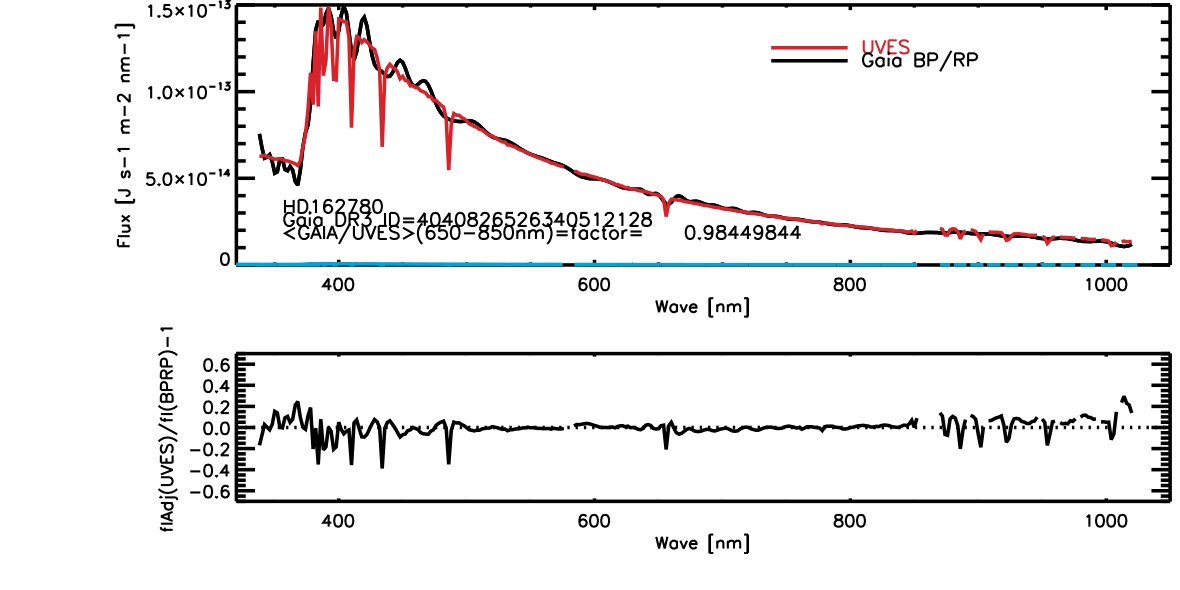 1.5×10−13
1.0×10−13
5.0×10−14
0
Flux [J s−1 m−2 nm−1]
UVES
Gaia BP/RP
HD162780
Gaia DR3 ID=4040826526340512128
<GAIA/UVES>(650−850nm)=factor= 0.98449844
400 600 800 1000
Wave [nm]
flAdj(UVES)/fl(BPRP)−1
0.6
0.4
0.2
0.0
−0.2
−0.4
−0.6
400 600 800 1000
Wave [nm]